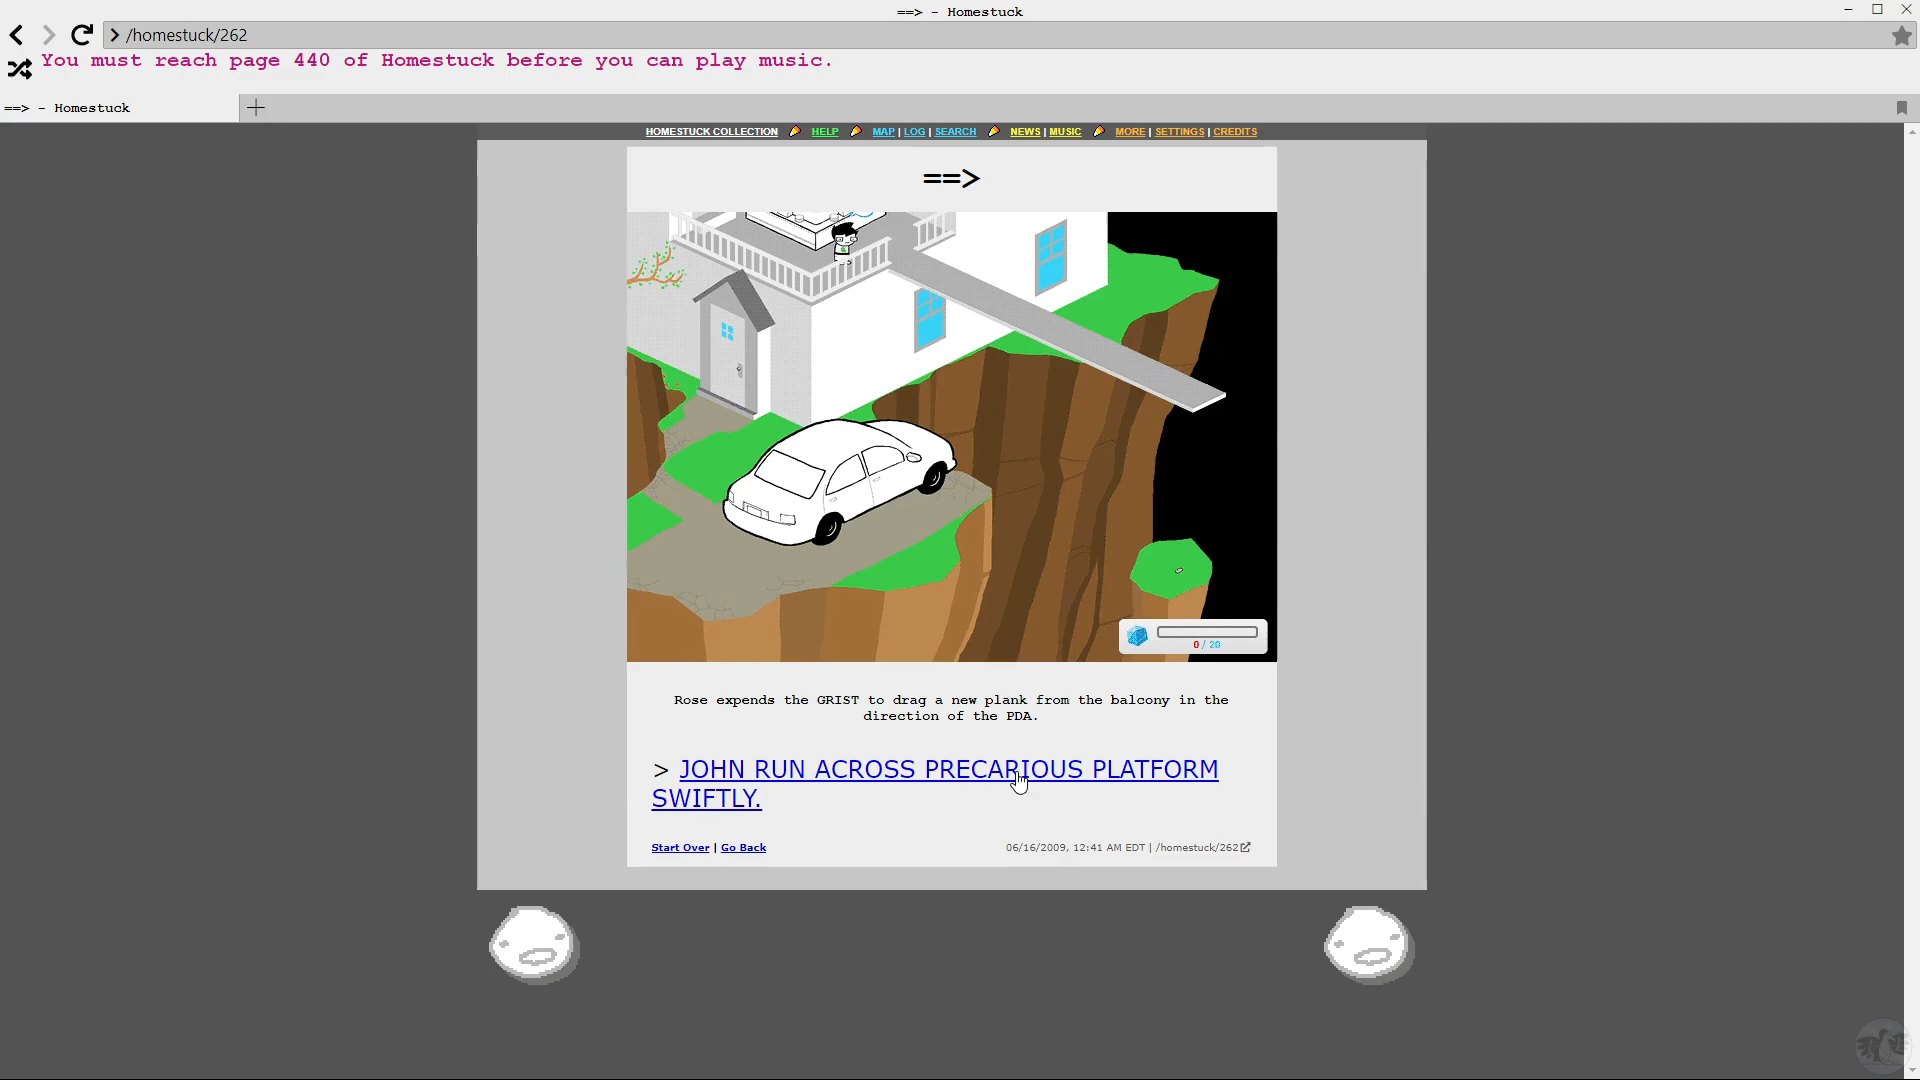 ==> - Homestuck
/homestuck/262
You must reach page 440 of Homestuck before you can play music.
==> - Homestuck
HOMESTUCK COLLECTION HELP MAP | LOG | SEARCH NEWS | MUSIC MORE | SETTINGS | CREDITS
==>
0 / 20
Rose expends the GRIST to drag a new plank from the balcony in the
direction of the PDA.
> JOHN RUN ACROSS PRECARIOUS PLATFORM
SWIFTLY.
Start Over | Go Back 06/16/2009, 12:41 AM EDT | /homestuck/262